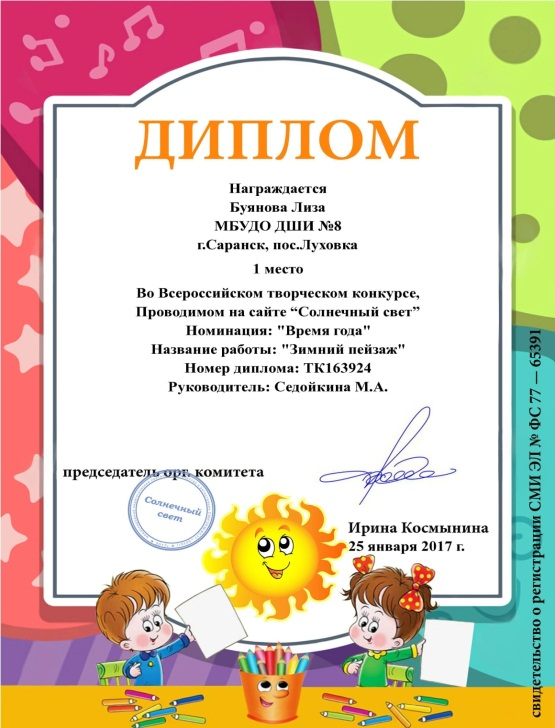 ДИПЛОМ
Награждается
Буянова Лиза
МБУДО ДШИ №8
г.Саранск, пос.Луховка
1 место
Во Всероссийском творческом конкурсе,
Проводимом на сайте “Солнечный свет”
Номинация: "Время года"
Название работы: "Зимний пейзаж"
Номер диплома: ТК163924
Руководитель: Седойкина М.А.
председатель орг. комитета
Солнечный
свет
Ирина Космынина
25 января 2017 г.
свидетельство о регистрации СМИ ЭЛ № ФС 77 — 65391